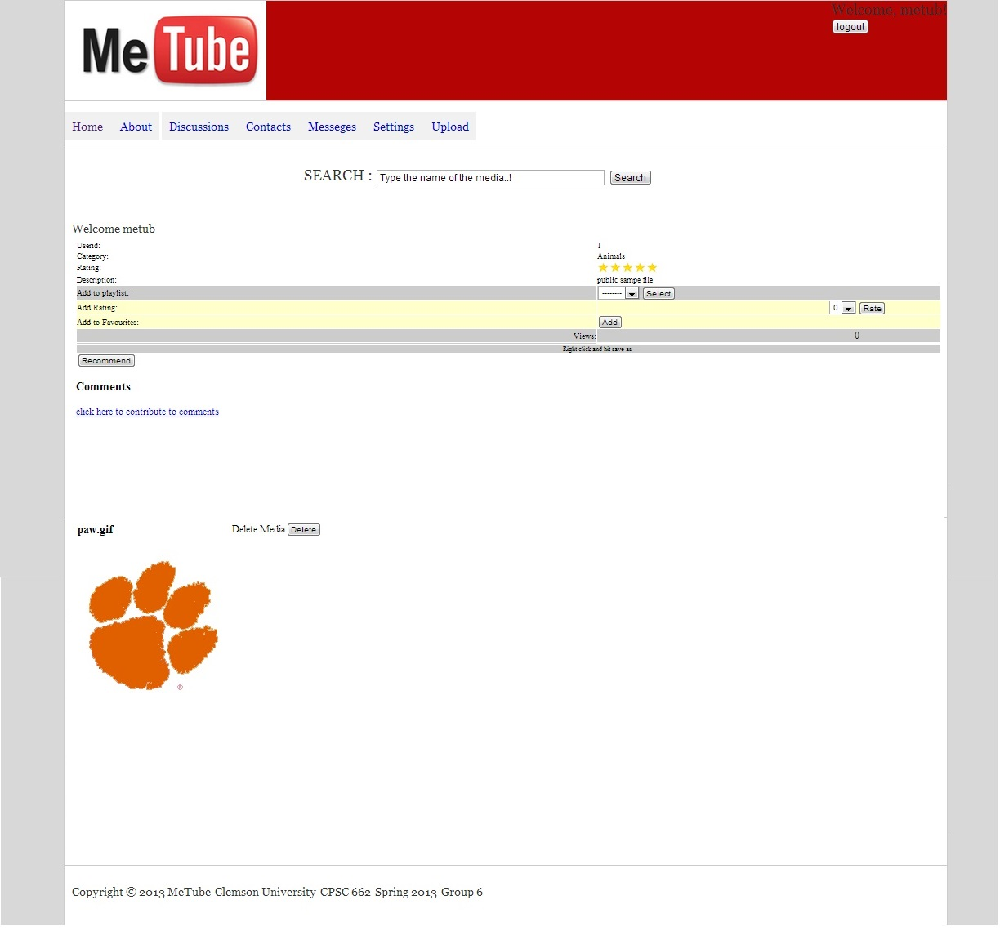 MeTube
Welcome, metub!
logout
Home About Discussions Contacts Messeges Settings Upload
SEARCH : Type the name of the media..! Search
Welcome metub
Userid: 1
Category: Animals
Rating:
Description: public sampe file
Add to playlist: -------- Select
Add Rating: 0 Rate
Add to Favourites: Add
Views: 0
Right click and hit save as
Recommend
Comments
click here to contribute to comments
paw.gif Delete Media Delete
®
Copyright © 2013 MeTube-Clemson University-CPSC 662-Spring 2013-Group 6